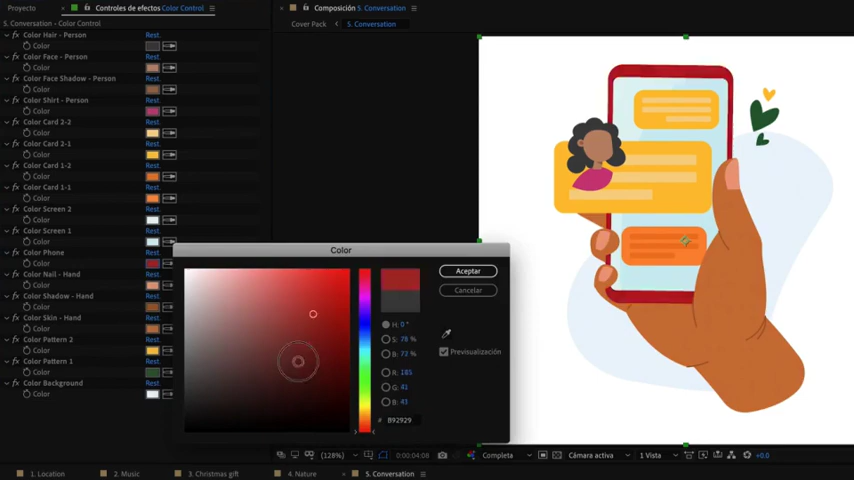 Proyecto
Controles de efectos Color Control
Composición 5. Conversation
Cover Pack
5. Conversation
5. Conversation - Color Control
Color Hair - Person Rest.
Color
Color Face - Person Rest.
Color
Color Face Shadow - Person Rest.
Color
Color Shirt - Person Rest.
Color
Color Card 2-2 Rest.
Color
Color Card 2-1 Rest.
Color
Color Card 1-2 Rest.
Color
Color Card 1-1 Rest.
Color
Color Screen 2 Rest.
Color
Color Screen 1 Rest.
Color
Color Phone Rest.
Color
Color Nail - Hand Rest.
Color
Color Shadow - Hand Rest.
Color
Color Skin - Hand Rest.
Color
Color Pattern 2 Rest.
Color
Color Pattern 1 Rest.
Color
Color Background Rest.
Color
Color
Aceptar
Cancelar
H: 0 °
S: 78 %
B: 72 %
Previsualización
R: 185
G: 41
B: 43
# B92929
(128%)
0:00:04:08
Completa
Cámara activa
1 Vista
+0.0
1. Location
2. Music
3. Christmas gift
4. Nature
5. Conversation